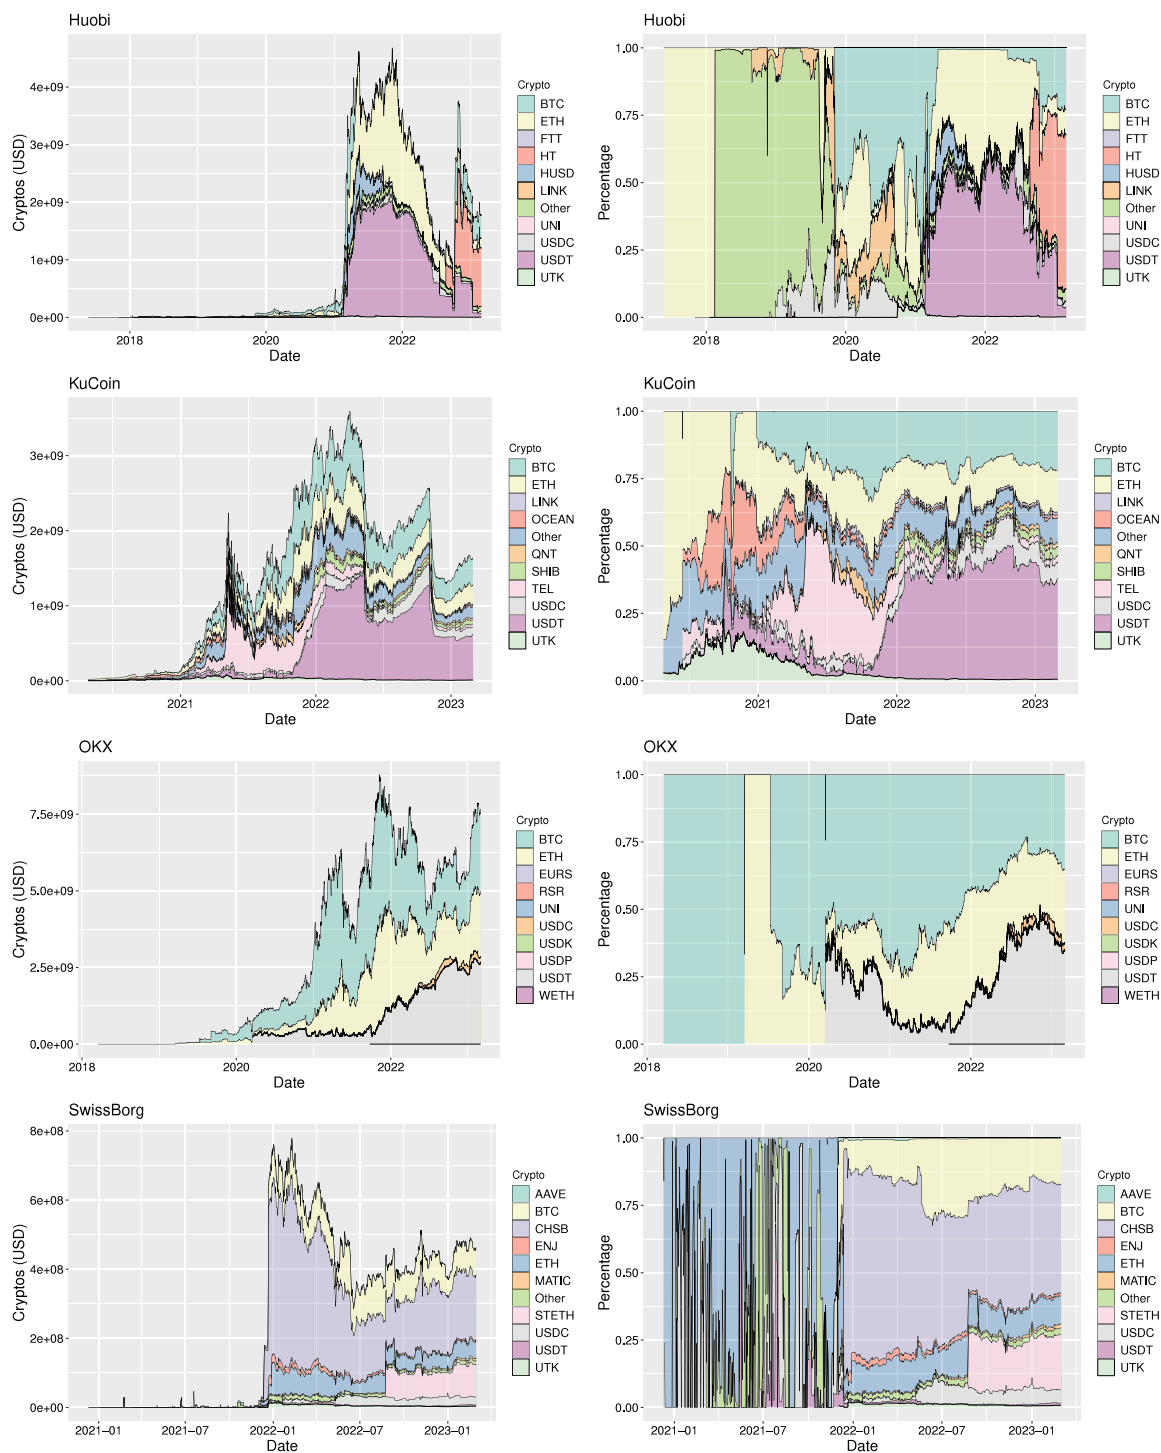 Huobi
Cryptos (USD)
4e+09
3e+09
2e+09
1e+09
0e+00
2018
2020
2022
Date
Crypto
BTC
ETH
FTT
HT
HUSD
LINK
Other
UNI
USDC
USDT
UTK
Huobi
Percentage
1.00
0.75
0.50
0.25
0.00
2018
2020
2022
Date
Crypto
BTC
ETH
FTT
HT
HUSD
LINK
Other
UNI
USDC
USDT
UTK
KuCoin
Cryptos (USD)
3e+09
2e+09
1e+09
0e+00
2021
2022
2023
Date
Crypto
BTC
ETH
LINK
OCEAN
Other
QNT
SHIB
TEL
USDC
USDT
UTK
KuCoin
Percentage
1.00
0.75
0.50
0.25
0.00
2021
2022
2023
Date
Crypto
BTC
ETH
LINK
OCEAN
Other
QNT
SHIB
TEL
USDC
USDT
UTK
OKX
Cryptos (USD)
7.5e+09
5.0e+09
2.5e+09
0.0e+00
2018
2020
2022
Date
Crypto
BTC
ETH
EURS
RSR
UNI
USDC
USDK
USDP
USDT
WETH
OKX
Percentage
1.00
0.75
0.50
0.25
0.00
2018
2020
2022
Date
Crypto
BTC
ETH
EURS
RSR
UNI
USDC
USDK
USDP
USDT
WETH
SwissBorg
Cryptos (USD)
8e+08
6e+08
4e+08
2e+08
0e+00
2021–01
2021–07
2022–01
2022–07
2023–01
Date
Crypto
AAVE
BTC
CHSB
ENJ
ETH
MATIC
Other
STETH
USDC
USDT
UTK
SwissBorg
Percentage
1.00
0.75
0.50
0.25
0.00
2021–01
2021–07
2022–01
2022–07
2023–01
Date
Crypto
AAVE
BTC
CHSB
ENJ
ETH
MATIC
Other
STETH
USDC
USDT
UTK